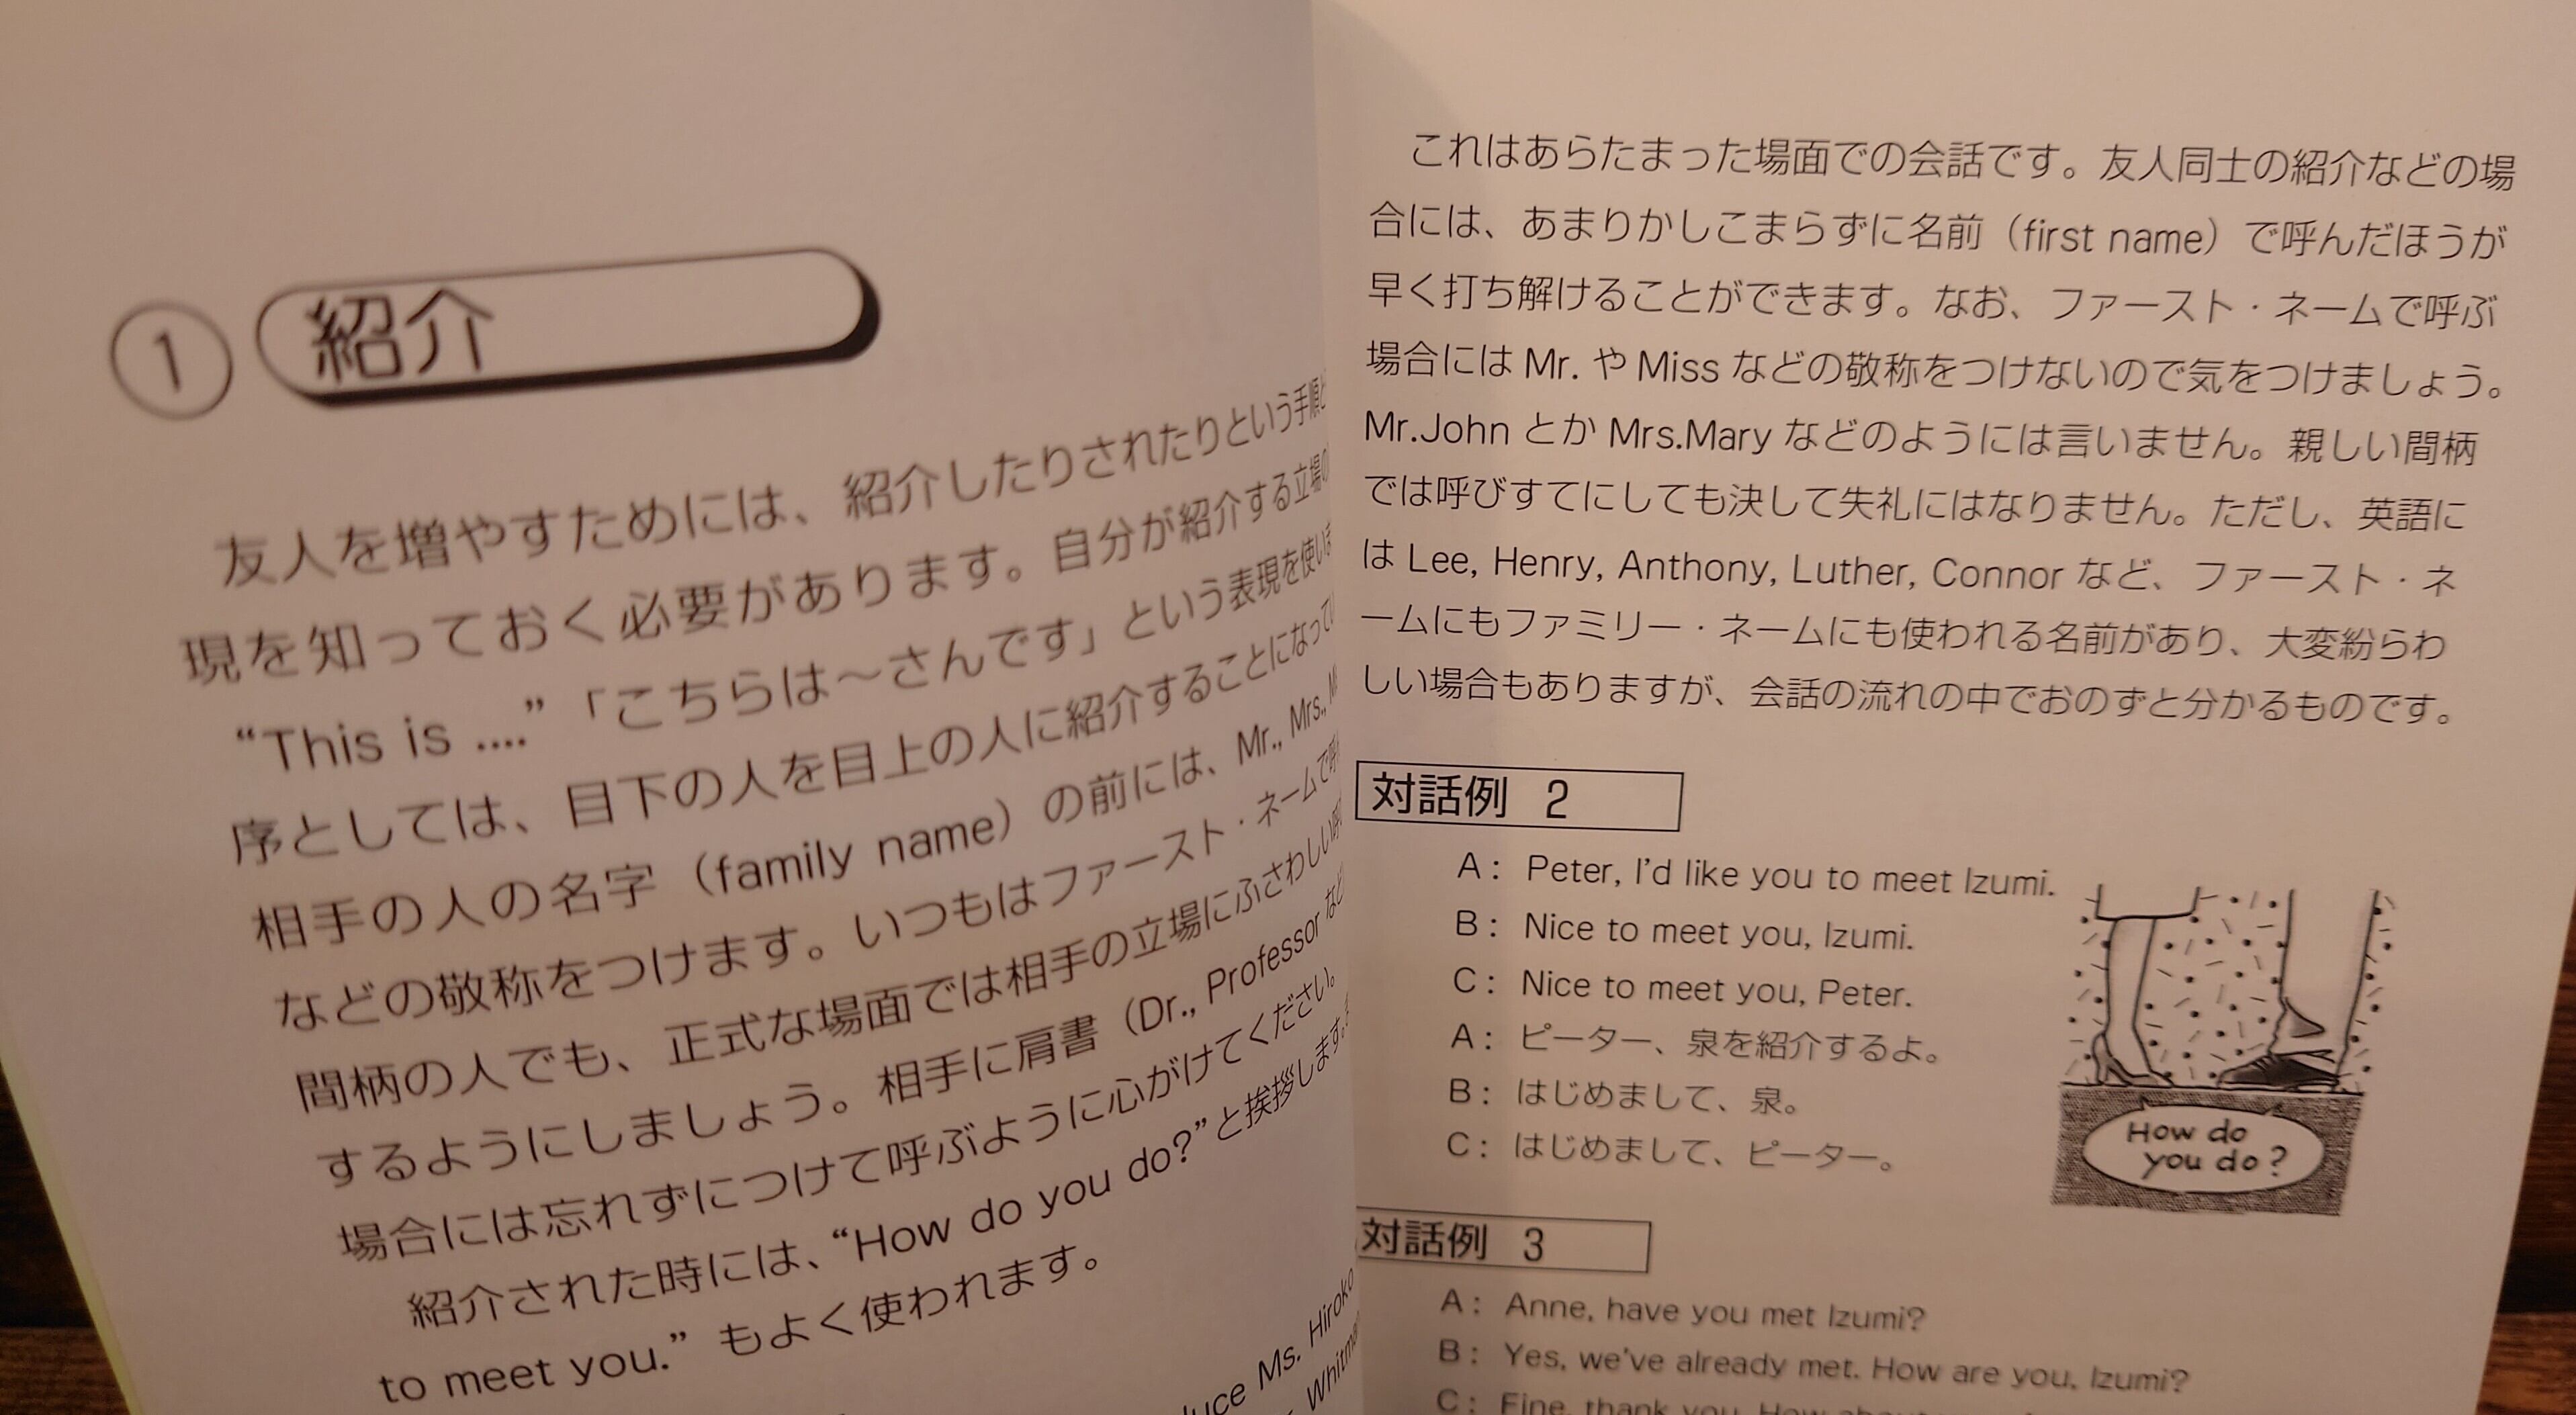 ① 紹介
友人を増やすためには、紹介したりされたりという手順
現を知っておく必要があります。自分が紹介する立場
“This is ....”「こちらは～さんです」という表現を使い
序としては、目下の人を目上の人に紹介することになって
相手の人の名字（family name）の前には、Mr., Mrs.,
などの敬称をつけます。いつもはファースト・ネームで
間柄の人でも、正式な場面では相手の立場にふさわしい
するようにしましょう。相手に肩書（Dr., Professor など
場合には忘れずにつけて呼ぶように心がけてください。
紹介された時には、“How do you do?”と挨拶します。
to meet you.” もよく使われます。
Ms. Hiroko
これはあらたまった場面での会話です。友人同士の紹介などの場
合には、あまりかしこまらずに名前（first name）で呼んだほうが
早く打ち解けることができます。なお、ファースト・ネームで呼ぶ
場合には Mr. や Miss などの敬称をつけないので気をつけましょう。
Mr.John とか Mrs.Mary などのようには言いません。親しい間柄
では呼びすてにしても決して失礼にはなりません。ただし、英語に
は Lee, Henry, Anthony, Luther, Connor など、ファースト・ネ
ームにもファミリー・ネームにも使われる名前があり、大変紛らわ
しい場合もありますが、会話の流れの中でおのずと分かるものです。
対話例 2
A : Peter, I’d like you to meet Izumi.
B : Nice to meet you, Izumi.
C : Nice to meet you, Peter.
A : ピーター、泉を紹介するよ。
B : はじめまして、泉。
C : はじめまして、ピーター。
How do
you do ?
対話例 3
A : Anne, have you met Izumi?
B : Yes, we’ve already met. How are you, Izumi?
C : Fine, thank you. How about